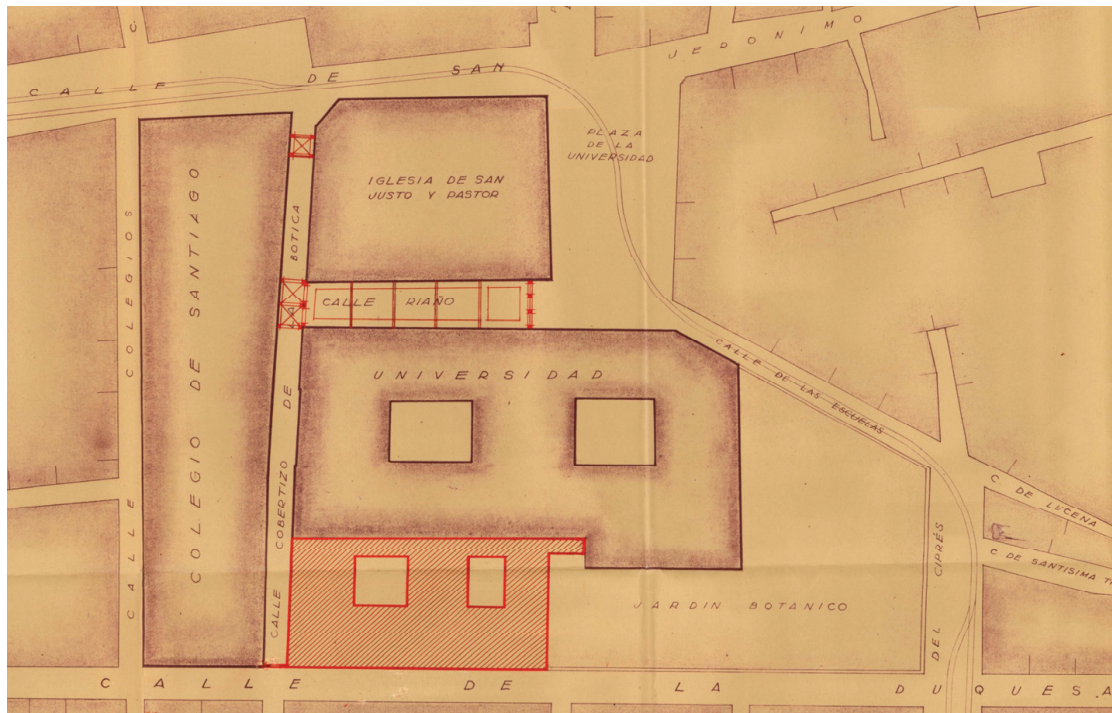 CALLE DE SAN JERONIMO
PLAZA
DE LA
UNIVERSIDAD
IGLESIA DE SAN
JUSTO Y PASTOR
COLEGIO DE SANTIAGO
CALLE COLEGIOS
CALLE COBERTIZO DE LA BOTICA
CALLE RIAÑO
UNIVERSIDAD
CALLE DE LAS ESCUELAS
C. DE LUCENA
C. DE SANTISIMA
DEL CIPRÉS
JARDIN BOTANICO
CALLE
CALLE DE LA DUQUESA